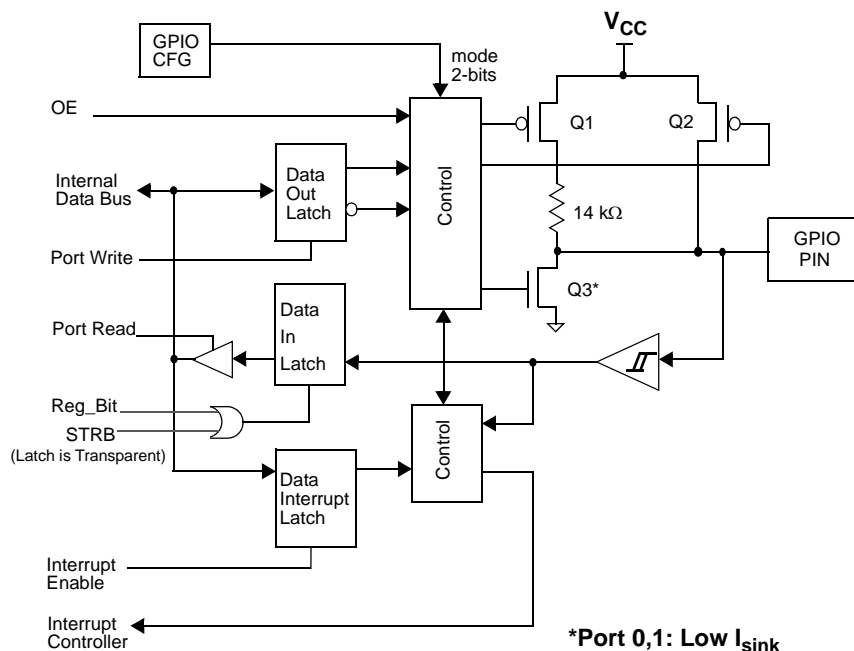 GPIO
CFG
mode
2-bits
V_CC
OE
Q1
Q2
Internal
Data Bus
Data
Out
Latch
Control
14 kΩ
GPIO
PIN
Port Write
Q3*
Data
In
Latch
Port Read
Reg_Bit
STRB
(Latch is Transparent)
Control
Data
Interrupt
Latch
Interrupt
Enable
Interrupt
Controller
*Port 0,1: Low I_sink